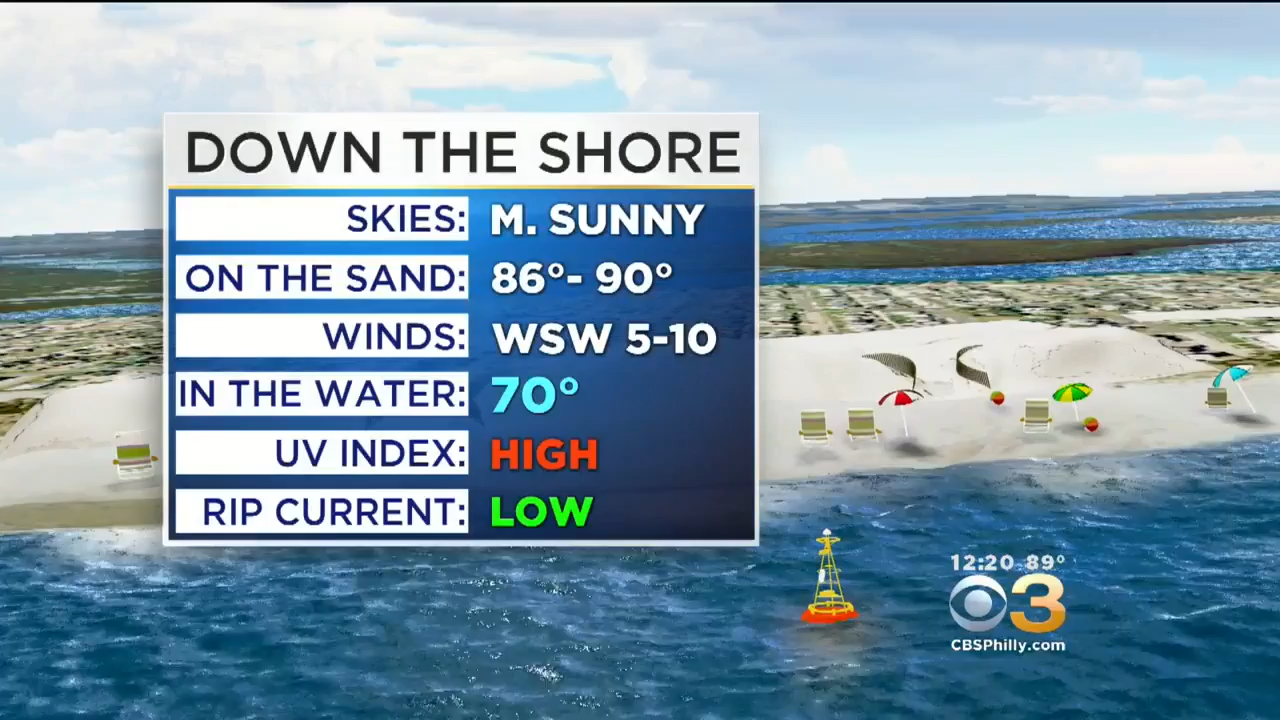 DOWN THE SHORE
SKIES: M. SUNNY
ON THE SAND: 86°- 90°
WINDS: WSW 5-10
IN THE WATER: 70°
UV INDEX: HIGH
RIP CURRENT: LOW
12:20 89°
3
CBSPhilly.com